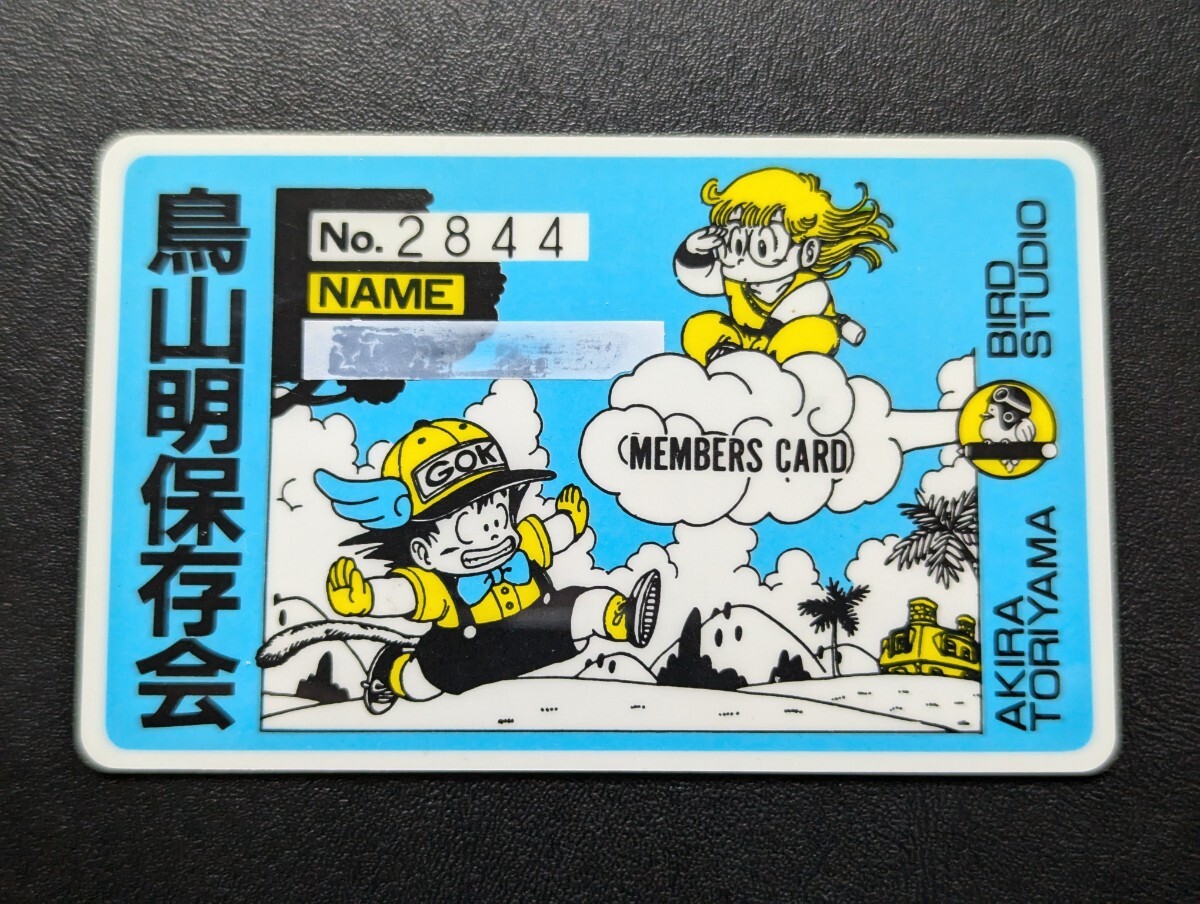 鳥山明保存会
No. 2844
NAME
GOK
MEMBERS CARD
BIRD
STUDIO
AKIRA
TORIYAMA